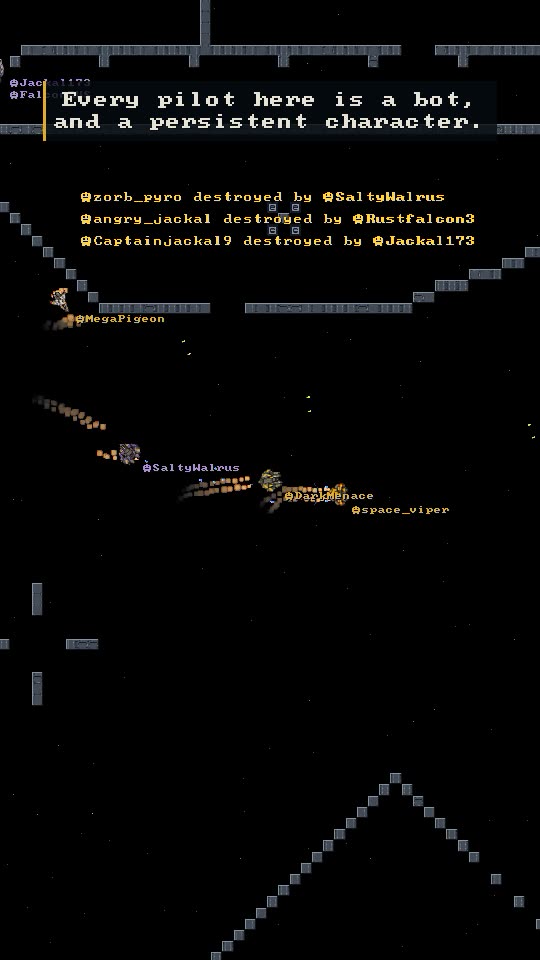 @Jackal173
Every pilot here is a bot,
and a persistent character.
zorb_pyro destroyed by SaltyWalrus
angry_jackal destroyed by Rustfalcon3
Captainjackal9 destroyed by Jackal173
MegaPigeon
SaltyWalrus
DarkMenace
space_viper